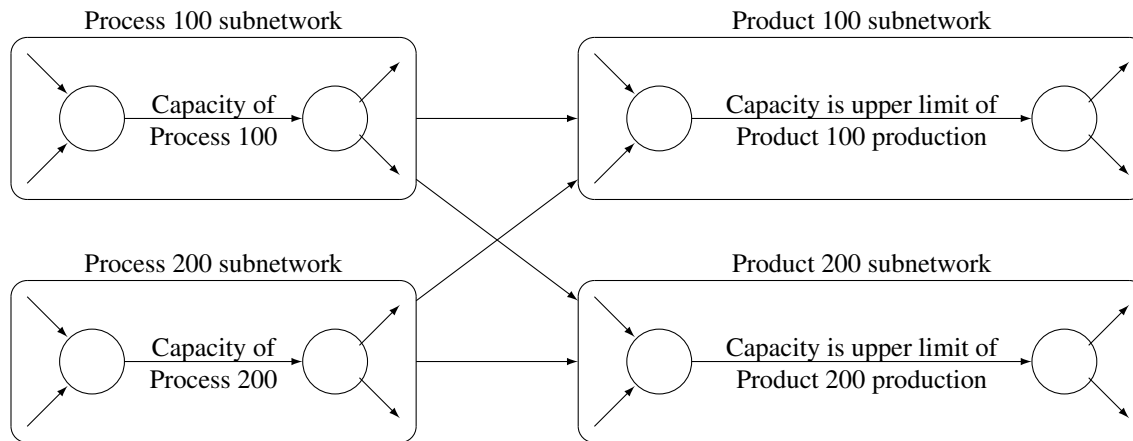 Process 100 subnetwork
Product 100 subnetwork
Capacity of
Process 100
Capacity is upper limit of
Product 100 production
Process 200 subnetwork
Product 200 subnetwork
Capacity of
Process 200
Capacity is upper limit of
Product 200 production